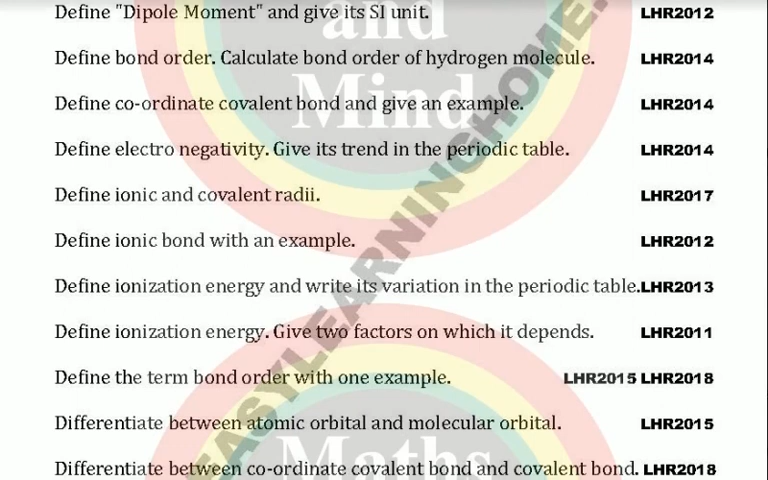 and
Define "Dipole Moment" and give its SI unit. LHR2012
Define bond order. Calculate bond order of hydrogen molecule. LHR2014
Mind
Define co-ordinate covalent bond and give an example. LHR2014
Define electro negativity. Give its trend in the periodic table. LHR2014
Define ionic and covalent radii. LHR2017
Define ionic bond with an example. LHR2012
Define ionization energy and write its variation in the periodic table.LHR2013
Define ionization energy. Give two factors on which it depends. LHR2011
Define the term bond order with one example. LHR2015 LHR2018
Differentiate between atomic orbital and molecular orbital. LHR2015
Maths
Differentiate between co-ordinate covalent bond and covalent bond. LHR2018
EASYLEARNINGHOME.